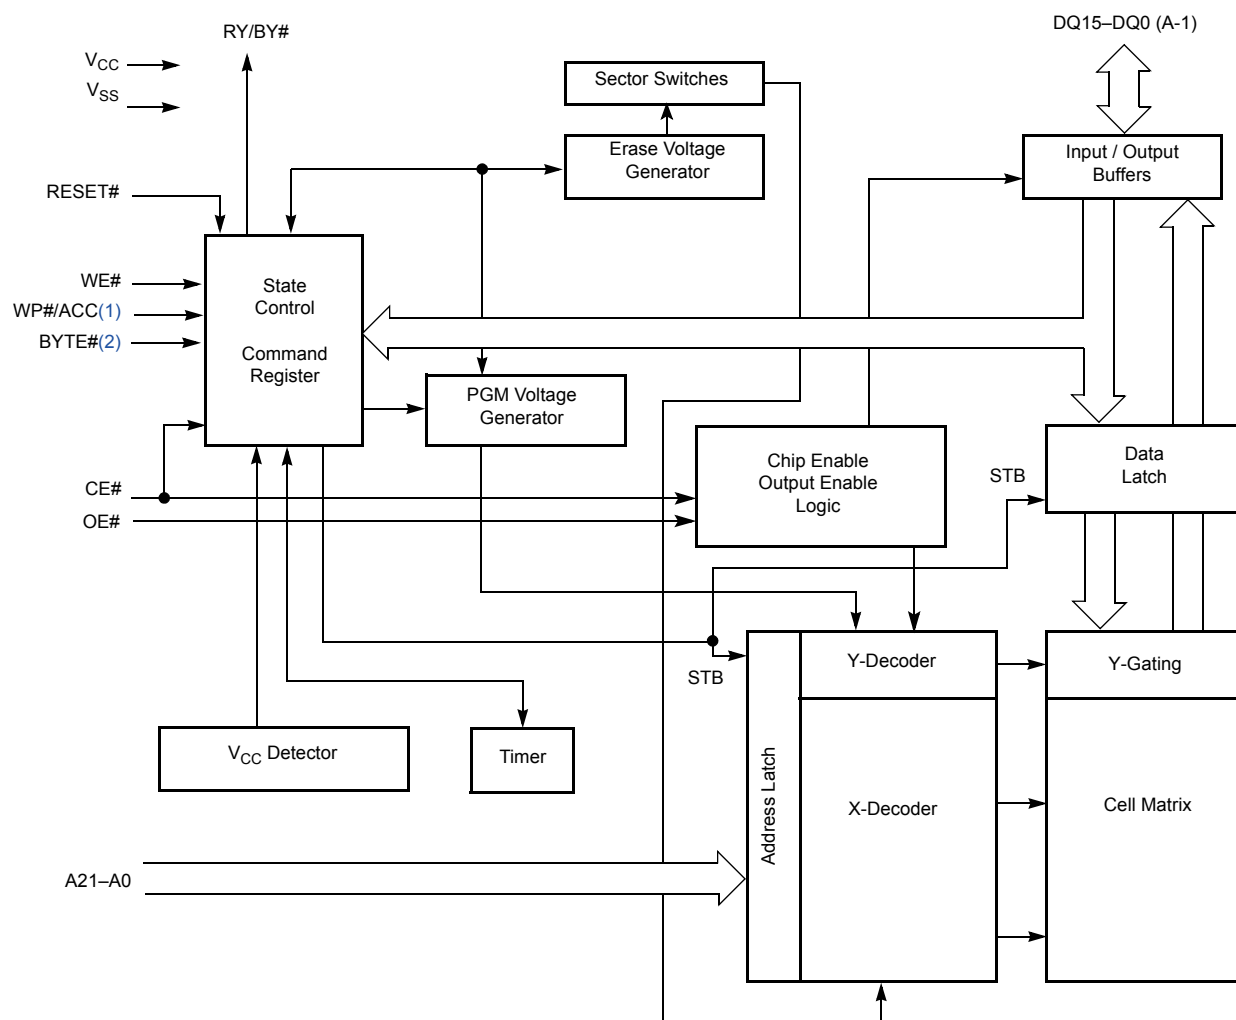 RY/BY#
DQ15–DQ0 (A-1)
VCC
VSS
Sector Switches
Erase Voltage
Generator
Input / Output
Buffers
RESET#
WE#
WP#/ACC(1)
BYTE#(2)
State
Control
Command
Register
PGM Voltage
Generator
Chip Enable
Output Enable
Logic
Data
Latch
STB
CE#
OE#
STB
Y-Decoder
Y-Gating
VCC Detector
Timer
Address Latch
X-Decoder
Cell Matrix
A21–A0